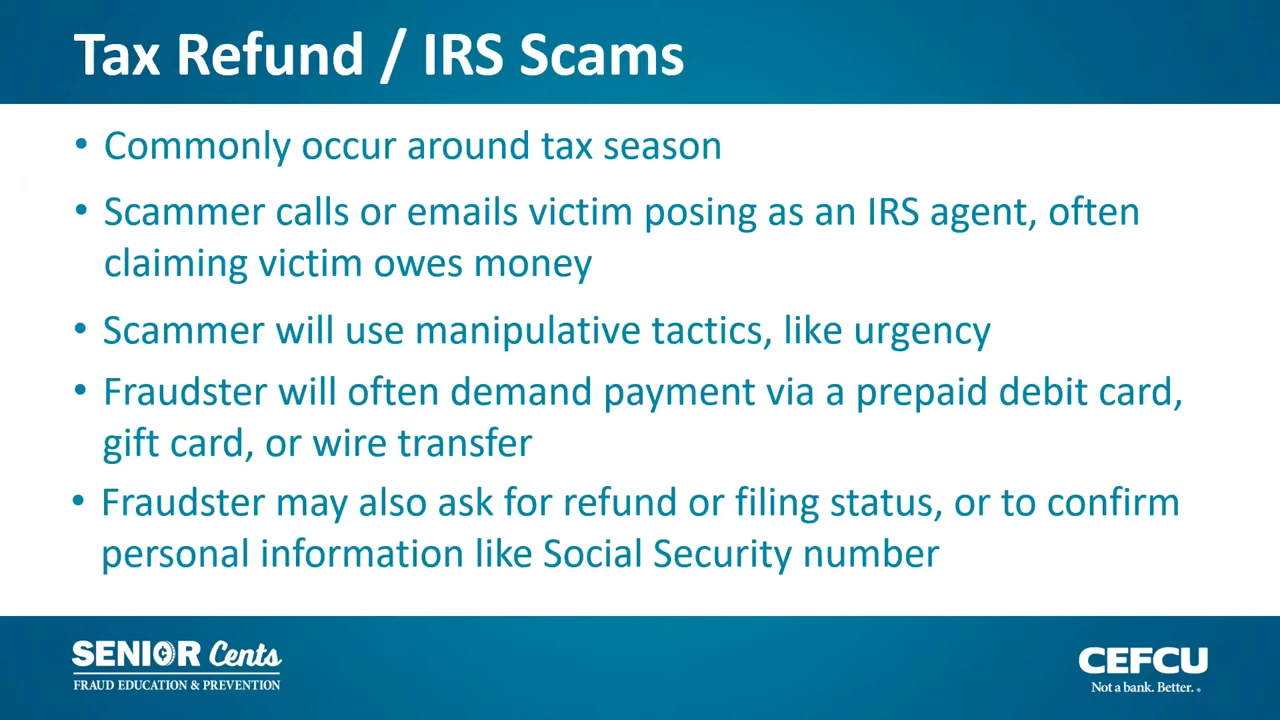 Tax Refund / IRS Scams
• Commonly occur around tax season
• Scammer calls or emails victim posing as an IRS agent, often
claiming victim owes money
• Scammer will use manipulative tactics, like urgency
• Fraudster will often demand payment via a prepaid debit card,
gift card, or wire transfer
• Fraudster may also ask for refund or filing status, or to confirm
personal information like Social Security number
SENIOR Cents
FRAUD EDUCATION & PREVENTION
CEFCU
Not a bank. Better.®